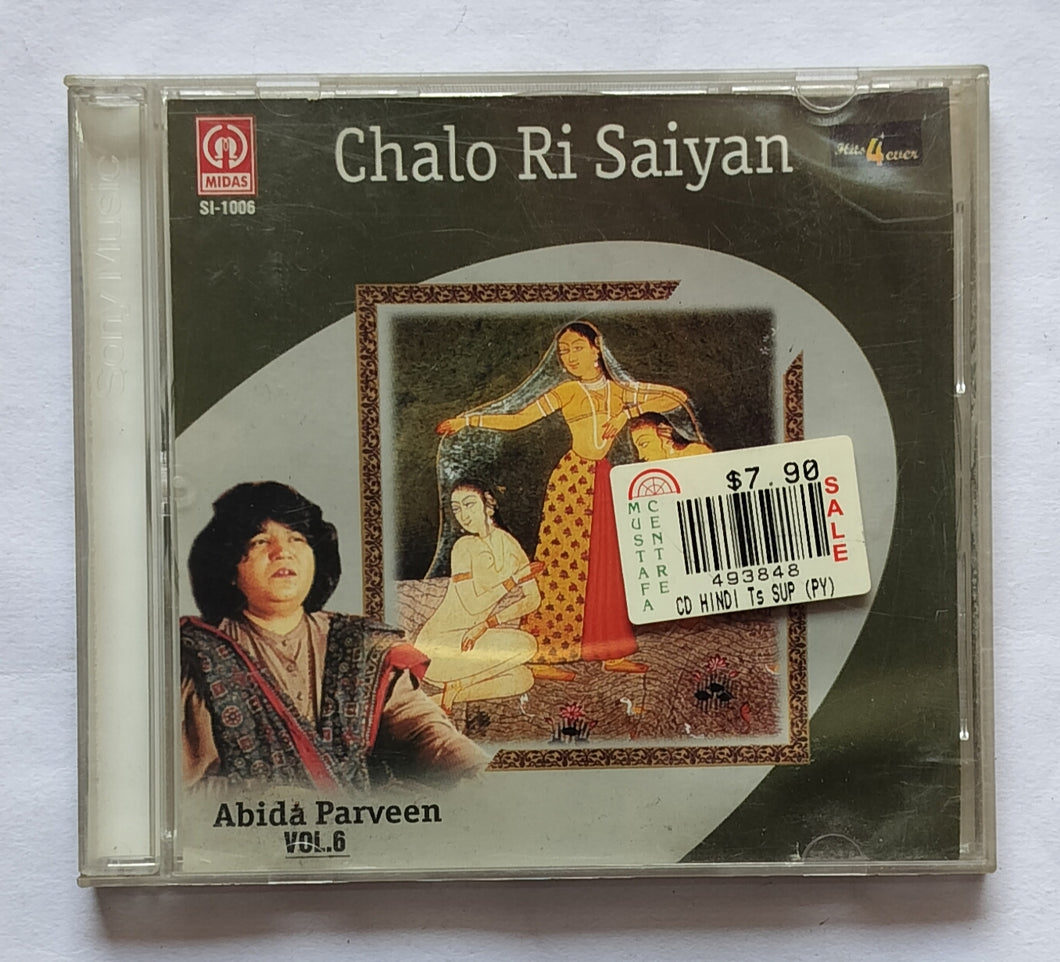 MIDAS
SI-1006
Chalo Ri Saiyan
Hits 4 ever
Sony Music
$7.90
SALE
MUSTAFA
CENTRE
493848
CD HINDI Ts SUP (PY)
Abida Parveen
VOL.6